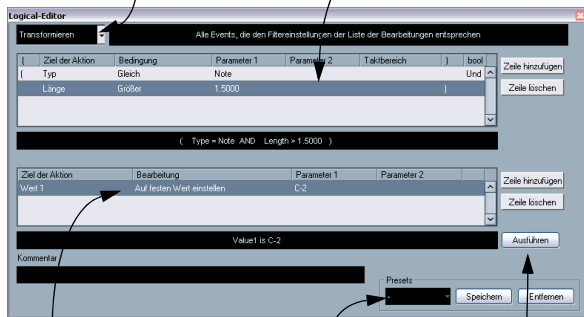 Logical-Editor
Transformieren
Alle Events, die den Filtereinstellungen der Liste der Bearbeitungen entsprechen
( Ziel der Aktion Bedingung Parameter 1 Parameter 2 Taktbereich ) bool
( Typ Gleich Note Und
Länge Größer 1.5000 )
Zeile hinzufügen
Zeile löschen
( Type = Note AND Length > 1.5000 )
Ziel der Aktion Bearbeitung Parameter 1 Parameter 2
Wert 1 Auf festen Wert einstellen C-2
Zeile hinzufügen
Zeile löschen
Value1 is C-2
Ausführen
Kommentar
Presets
- Speichern Entfernen